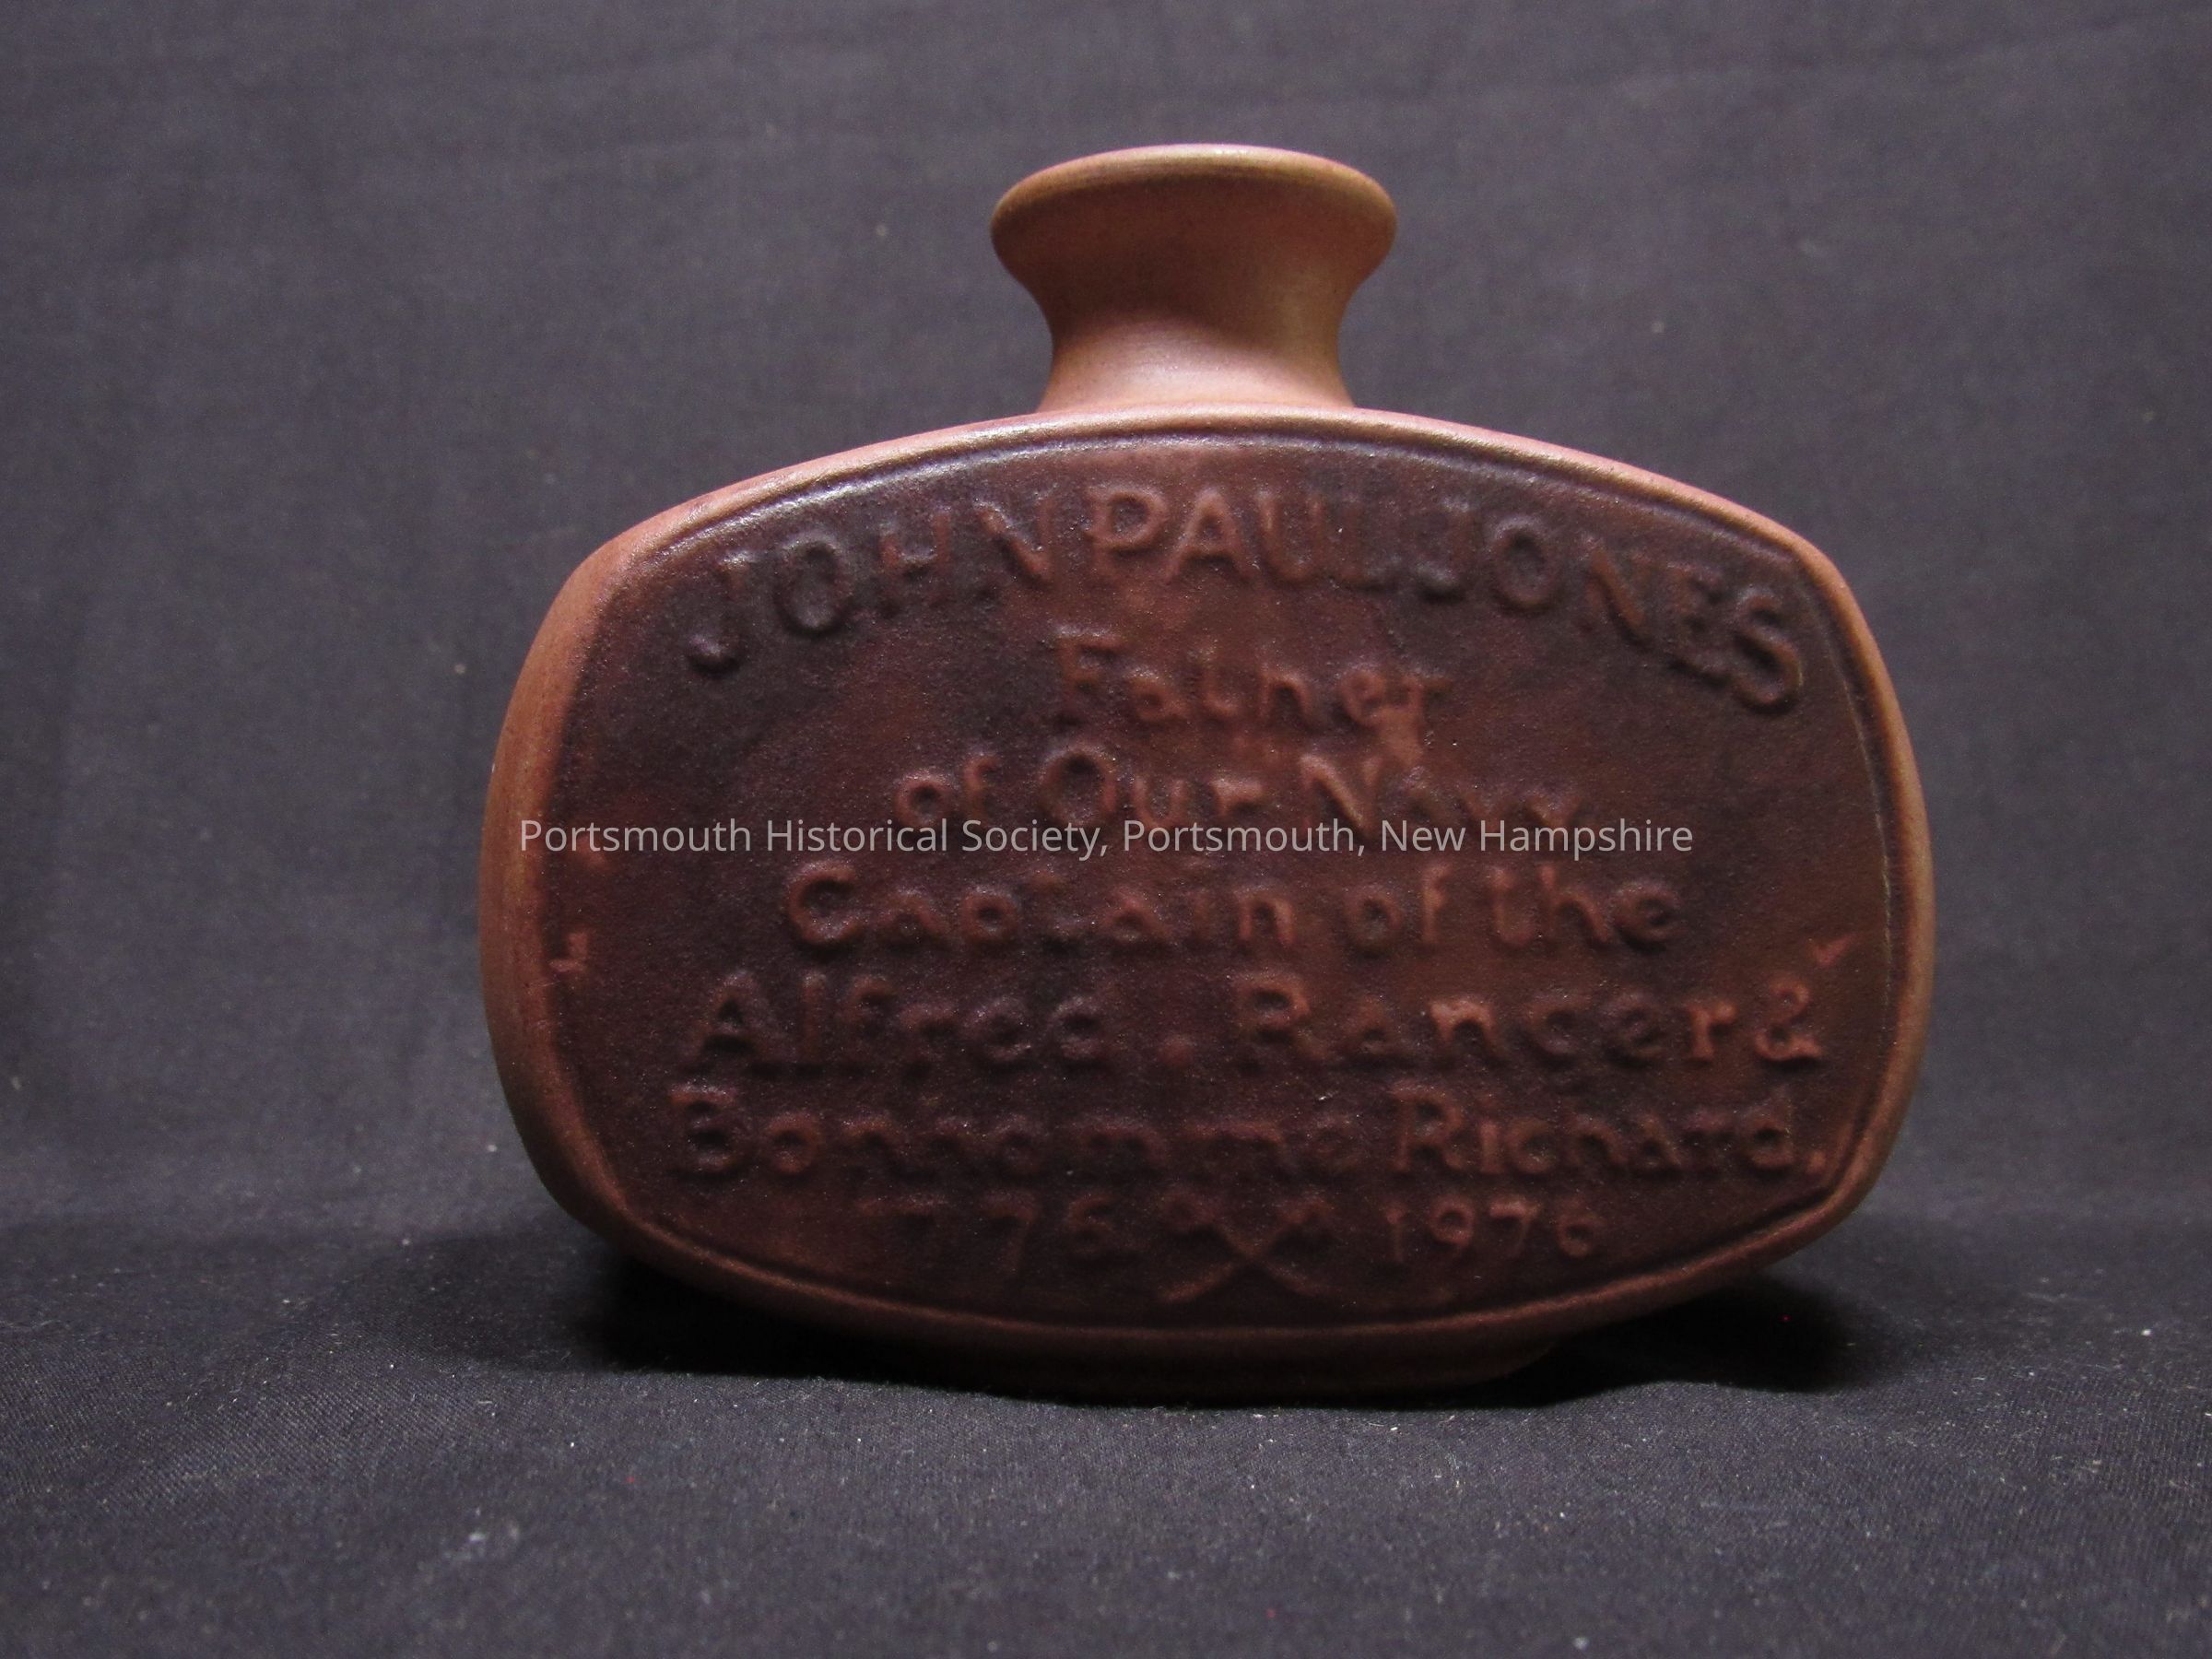 JOHN PAUL JONES
Father
of Our Navy
Portsmouth Historical Society, Portsmouth, New Hampshire
Captain of the
Alfred, Ranger &
Bonhomme Richard.
1776 1976